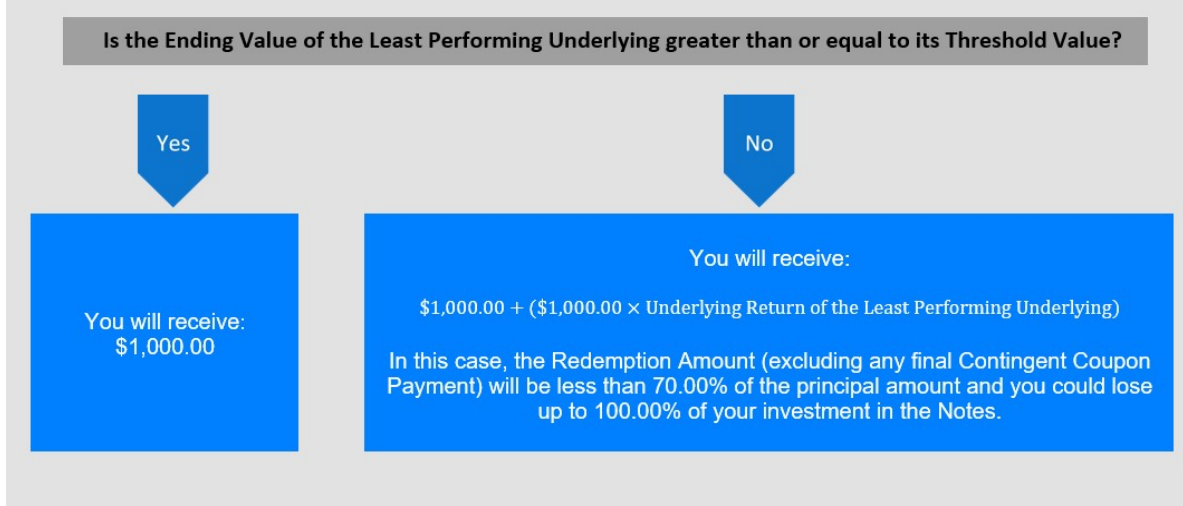 Is the Ending Value of the Least Performing Underlying greater than or equal to its Threshold Value?
Yes
No
You will receive:
$1,000.00
You will receive:
$1,000.00 + ($1,000.00 × Underlying Return of the Least Performing Underlying)
In this case, the Redemption Amount (excluding any final Contingent Coupon
Payment) will be less than 70.00% of the principal amount and you could lose
up to 100.00% of your investment in the Notes.